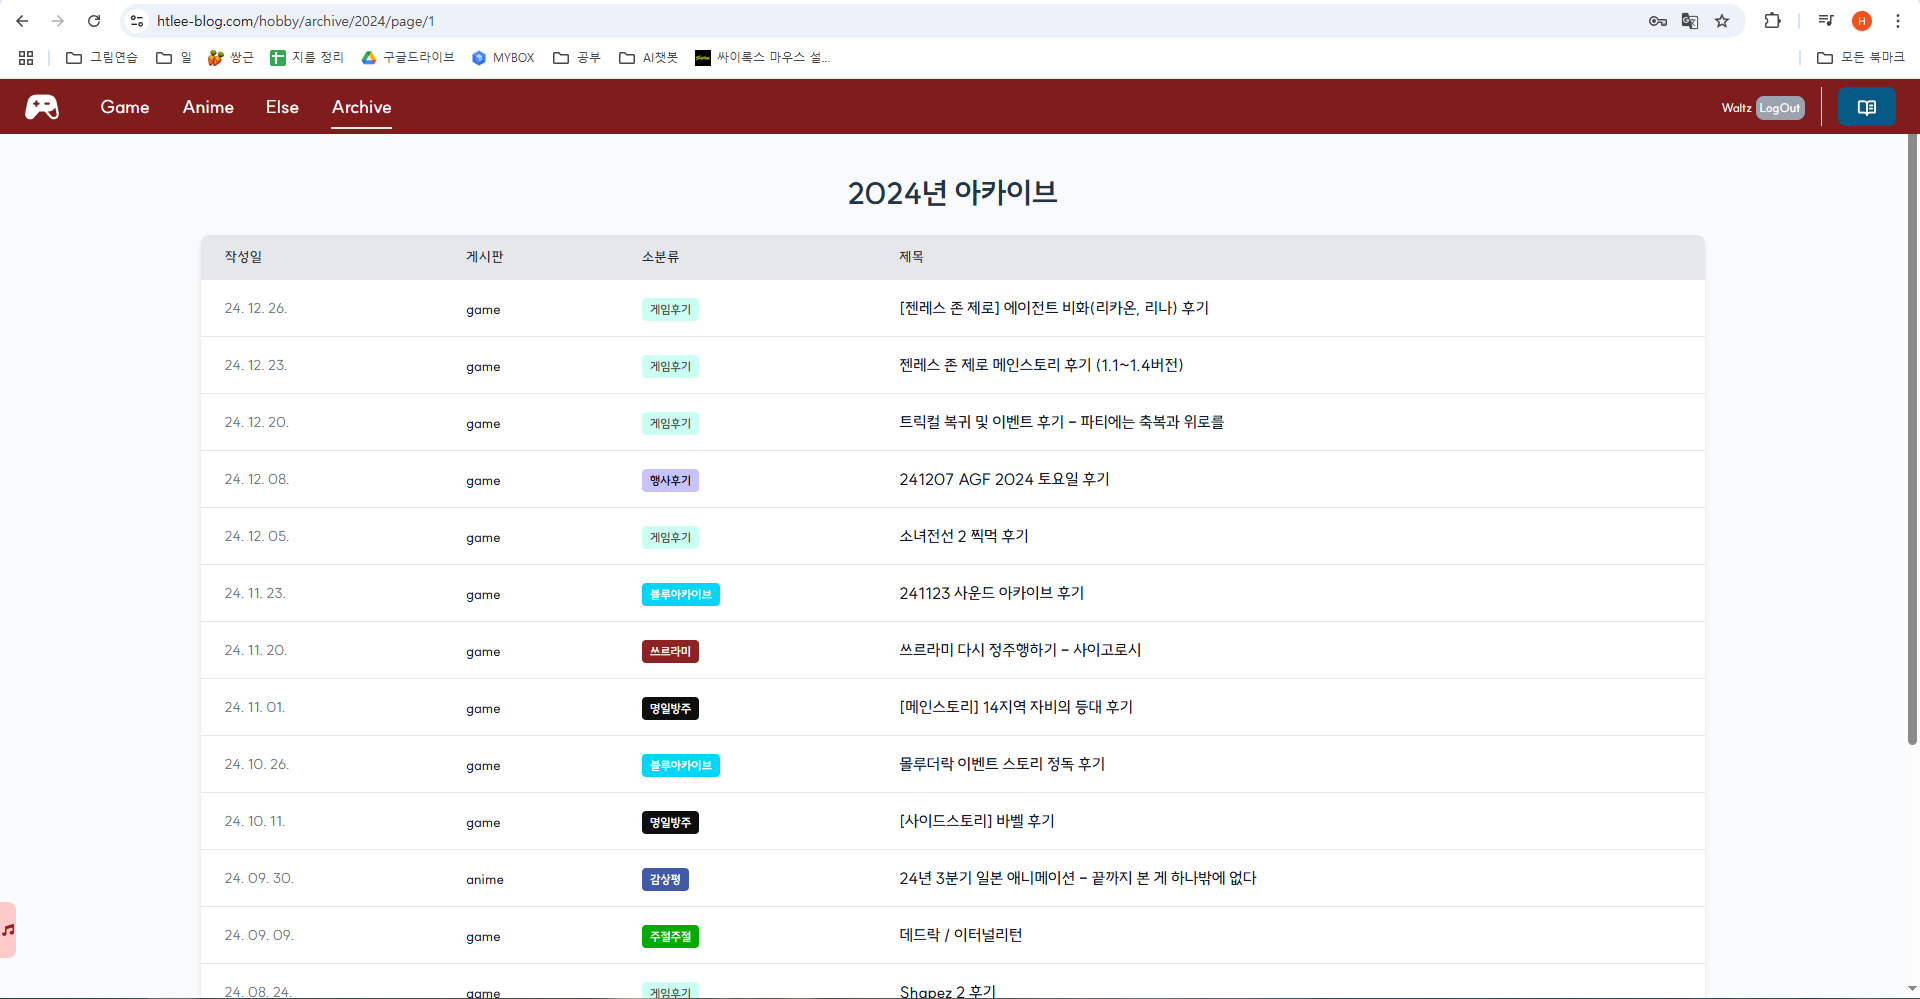 htlee-blog.com/hobby/archive/2024/page/1
그림연습 일 쌍근 지름 정리 구글드라이브 MYBOX 공부 AI챗봇 싸이록스 마우스 설... 모든 북마크
Game Anime Else Archive Waltz LogOut
2024년 아카이브
작성일 게시판 소분류 제목
24. 12. 26. game 게임후기 [젠레스 존 제로] 에이전트 비화(리카온, 리나) 후기
24. 12. 23. game 게임후기 젠레스 존 제로 메인스토리 후기 (1.1~1.4버전)
24. 12. 20. game 게임후기 트릭컬 복귀 및 이벤트 후기 - 파티에는 축복과 위로를
24. 12. 08. game 행사후기 241207 AGF 2024 토요일 후기
24. 12. 05. game 게임후기 소녀전선 2 찍먹 후기
24. 11. 23. game 블루아카이브 241123 사운드 아카이브 후기
24. 11. 20. game 쓰르라미 쓰르라미 다시 정주행하기 - 사이고로시
24. 11. 01. game 명일방주 [메인스토리] 14지역 자비의 등대 후기
24. 10. 26. game 블루아카이브 몰루더락 이벤트 스토리 정독 후기
24. 10. 11. game 명일방주 [사이드스토리] 바벨 후기
24. 09. 30. anime 감상평 24년 3분기 일본 애니메이션 - 끝까지 본 게 하나밖에 없다
24. 09. 09. game 주절주절 데드락 / 이터널리턴
24. 08. 24. game 게임후기 Shapez 2 후기